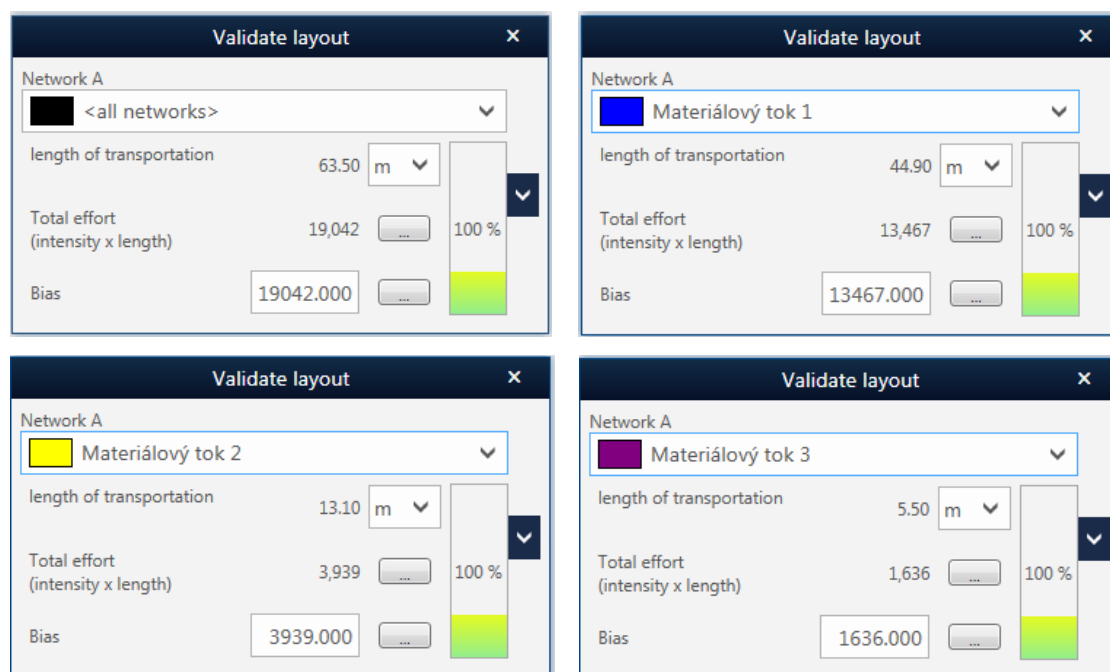 Validate layout ×
Network A
<all networks>
length of transportation 63.50 m
Total effort
(intensity x length) 19,042 ... 100 %
Bias 19042.000 ...
Validate layout ×
Network A
Materiálový tok 1
length of transportation 44.90 m
Total effort
(intensity x length) 13,467 ... 100 %
Bias 13467.000 ...
Validate layout ×
Network A
Materiálový tok 2
length of transportation 13.10 m
Total effort
(intensity x length) 3,939 ... 100 %
Bias 3939.000 ...
Validate layout ×
Network A
Materiálový tok 3
length of transportation 5.50 m
Total effort
(intensity x length) 1,636 ... 100 %
Bias 1636.000 ...